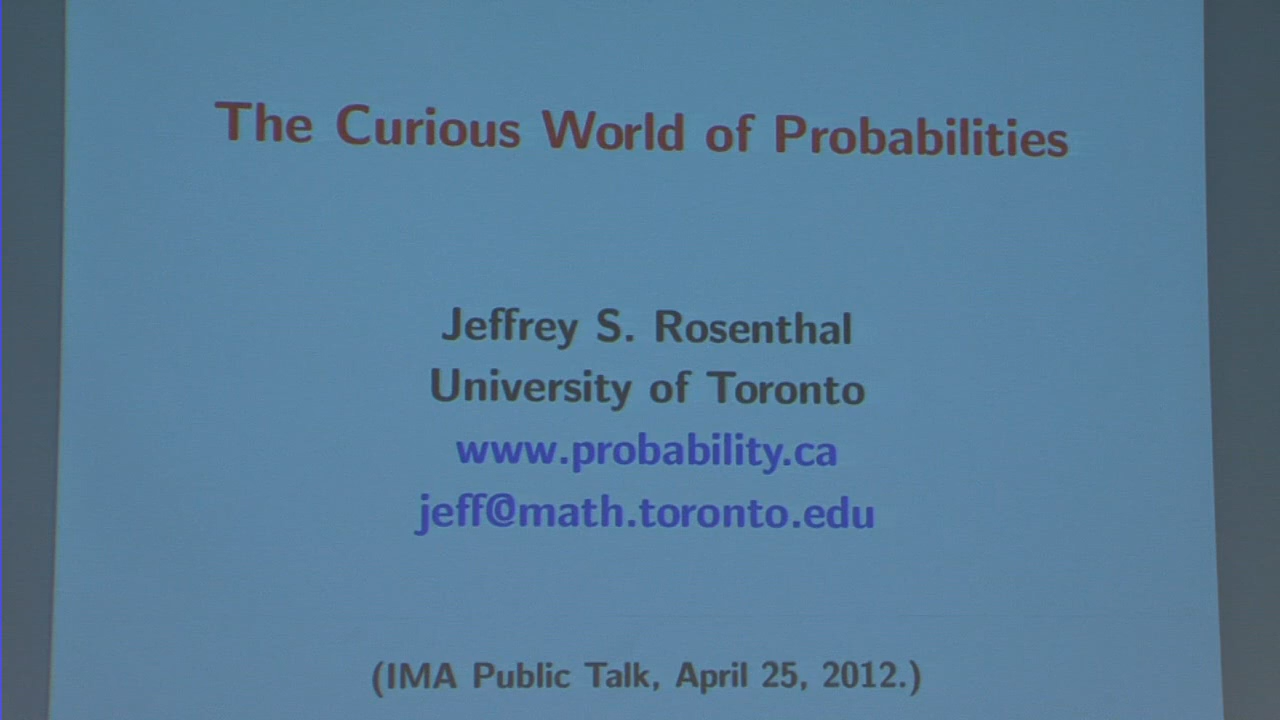 The Curious World of Probabilities
Jeffrey S. Rosenthal
University of Toronto
www.probability.ca
jeff@math.toronto.edu
(IMA Public Talk, April 25, 2012.)